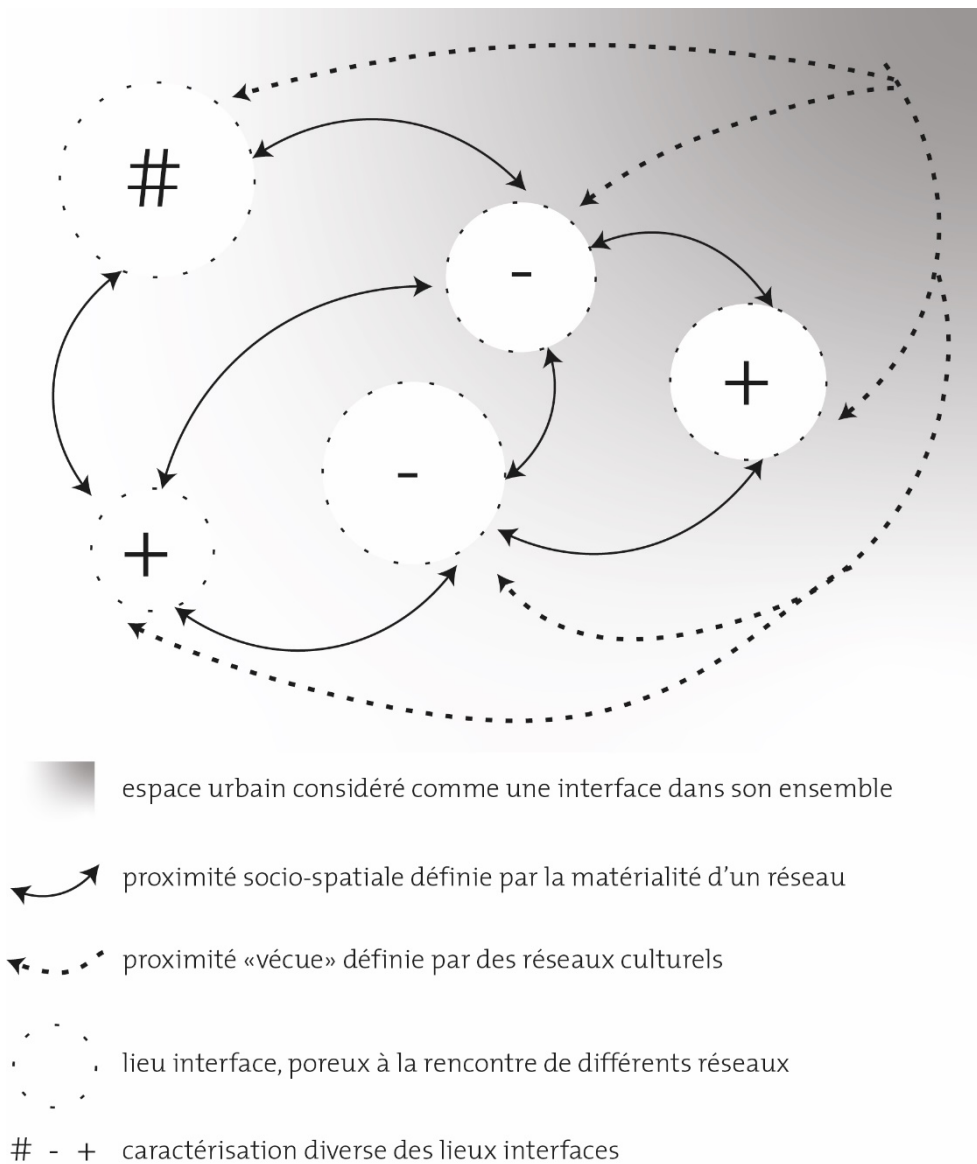 #
-
+
-
+
espace urbain considéré comme une interface dans son ensemble
proximité socio-spatiale définie par la matérialité d’un réseau
proximité «vécue» définie par des réseaux culturels
lieu interface, poreux à la rencontre de différents réseaux
# - + caractérisation diverse des lieux interfaces